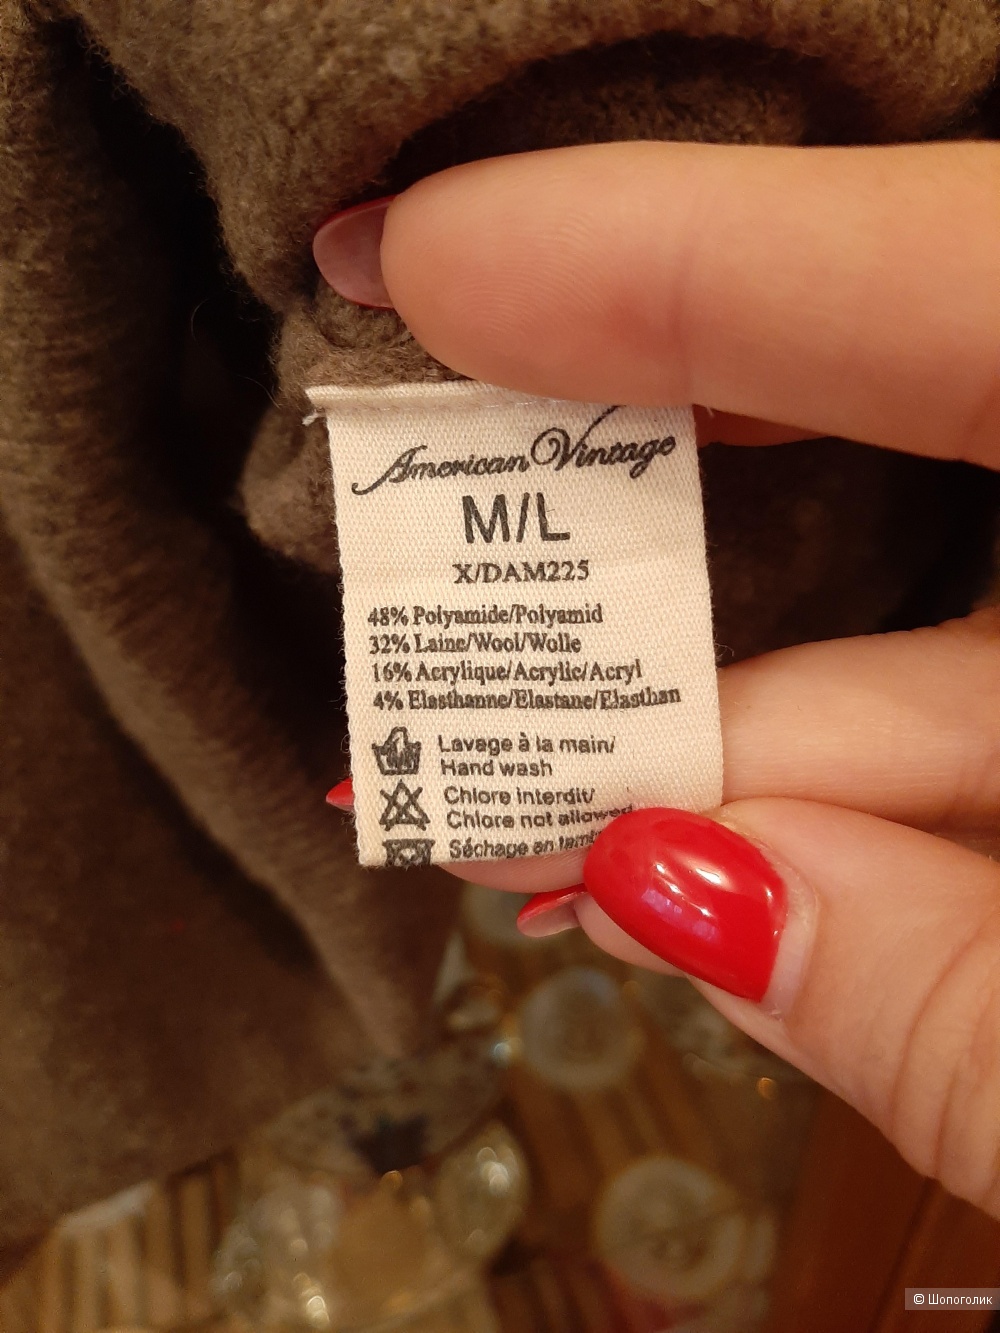 American Vintage
M/L
X/DAM225
48% Polyamide/Polyamid
32% Laine/Wool/Wolle
16% Acrylique/Acrylic/Acryl
4% Elasthanne/Elastane/Elasthan
Lavage à la main/
Hand wash
Chlore interdit/
Chlore not allowed
Séchage en
© Шопоголик